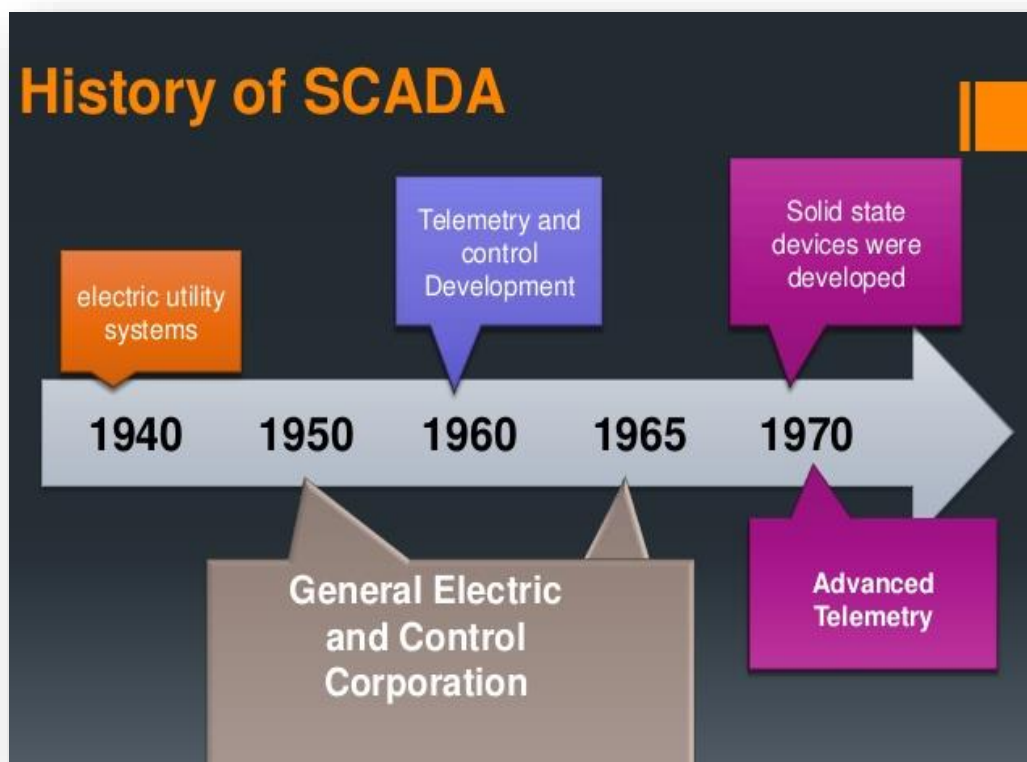 History of SCADA
Telemetry and
control
Development
Solid state
devices were
developed
electric utility
systems
1940 1950 1960 1965 1970
General Electric
and Control
Corporation
Advanced
Telemetry